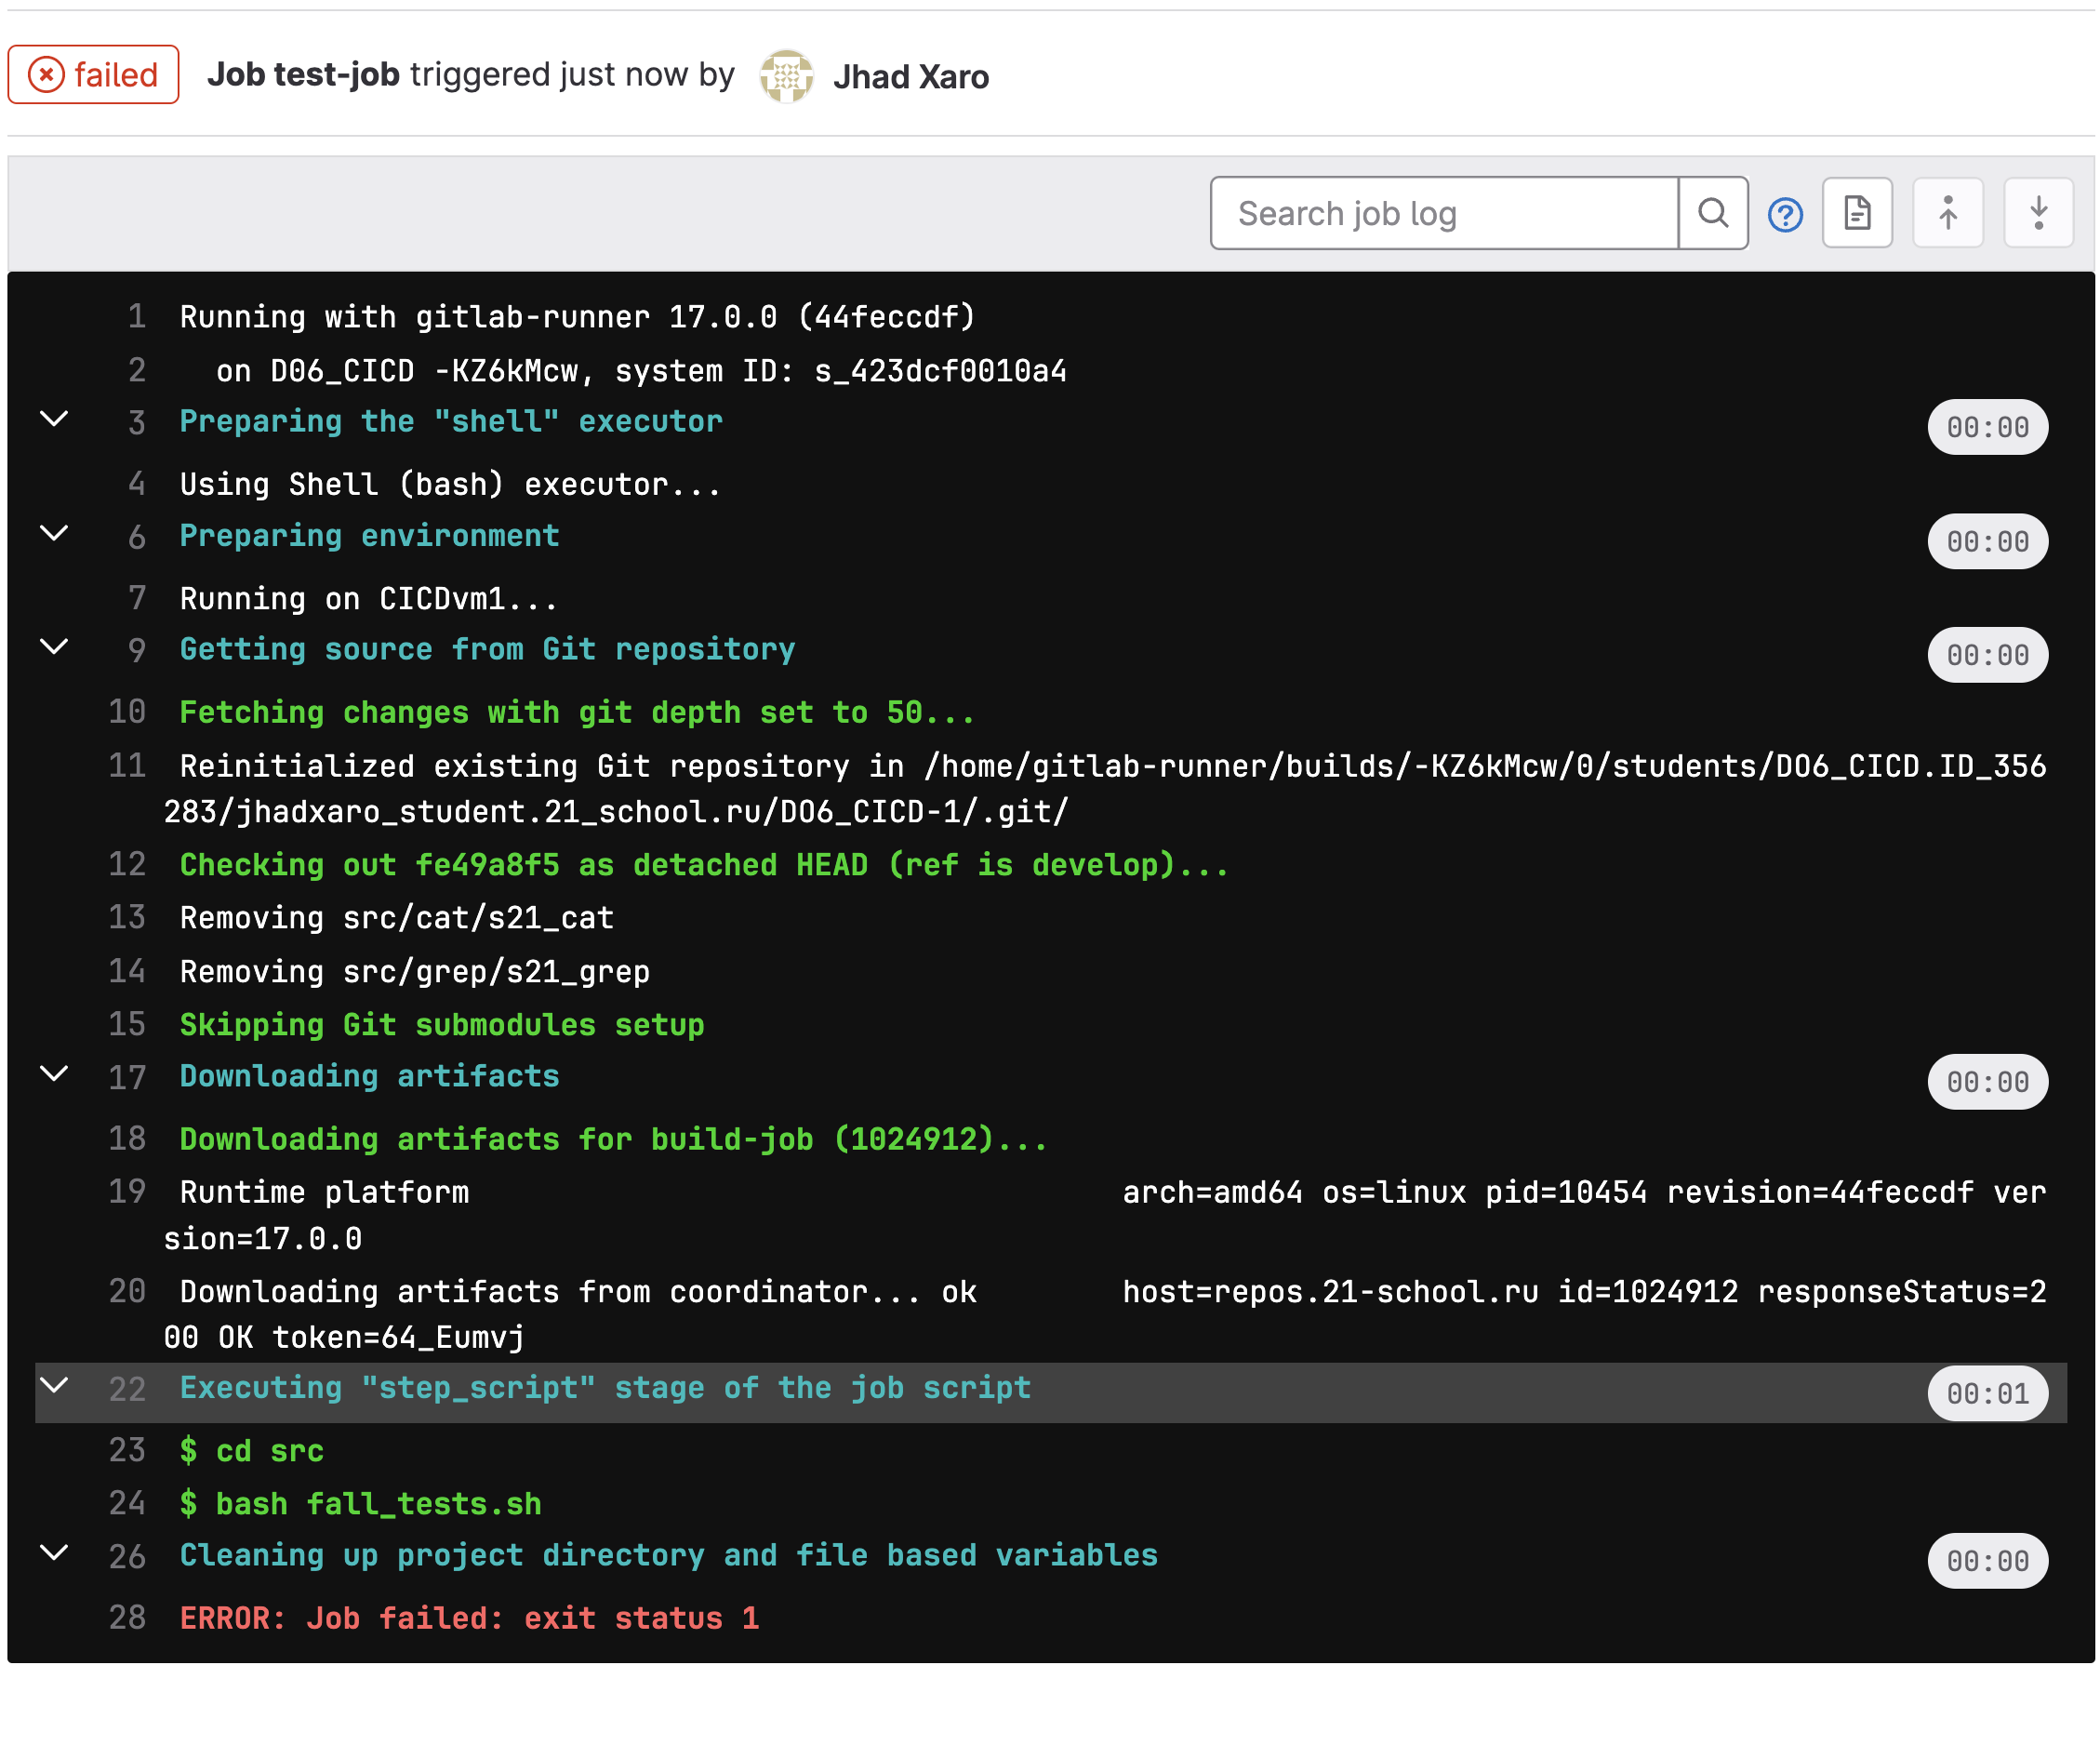 failed Job test-job triggered just now by Jhad Xaro
Search job log
1 Running with gitlab-runner 17.0.0 (44feccdf)
2 on DO6_CICD -KZ6kMcw, system ID: s_423dcf0010a4
3 Preparing the "shell" executor 00:00
4 Using Shell (bash) executor...
6 Preparing environment 00:00
7 Running on CICDvm1...
9 Getting source from Git repository 00:00
10 Fetching changes with git depth set to 50...
11 Reinitialized existing Git repository in /home/gitlab-runner/builds/-KZ6kMcw/0/students/DO6_CICD.ID_356
283/jhadxaro_student.21_school.ru/DO6_CICD-1/.git/
12 Checking out fe49a8f5 as detached HEAD (ref is develop)...
13 Removing src/cat/s21_cat
14 Removing src/grep/s21_grep
15 Skipping Git submodules setup
17 Downloading artifacts 00:00
18 Downloading artifacts for build-job (1024912)...
19 Runtime platform arch=amd64 os=linux pid=10454 revision=44feccdf ver
sion=17.0.0
20 Downloading artifacts from coordinator... ok host=repos.21-school.ru id=1024912 responseStatus=2
00 OK token=64_Eumvj
22 Executing "step_script" stage of the job script 00:01
23 $ cd src
24 $ bash fall_tests.sh
26 Cleaning up project directory and file based variables 00:00
28 ERROR: Job failed: exit status 1